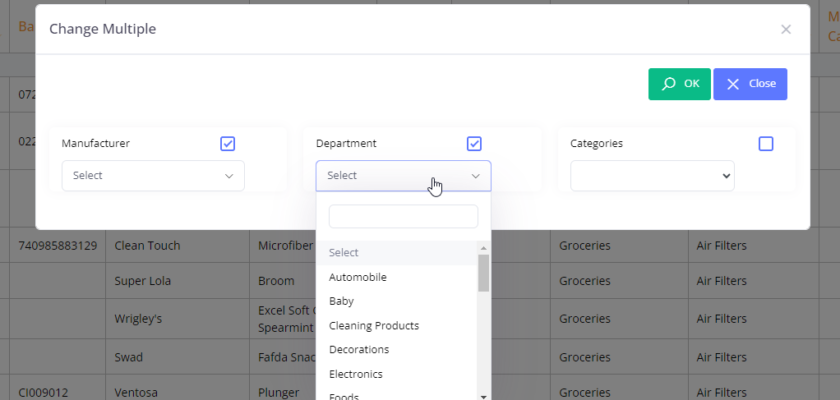 Ba
M
Ca
Change Multiple
OK
Close
072
022
Manufacturer
Department
Categories
Select
Select
Select
Automobile
Baby
Cleaning Products
Decorations
Electronics
Foods
740985883129 Clean Touch Microfiber Groceries Air Filters
Super Lola Broom Groceries Air Filters
Wrigley's Excel Soft Groceries Air Filters
Spearmint
Swad Fafda Snac Groceries Air Filters
CI009012 Ventosa Plunger Groceries Air Filters